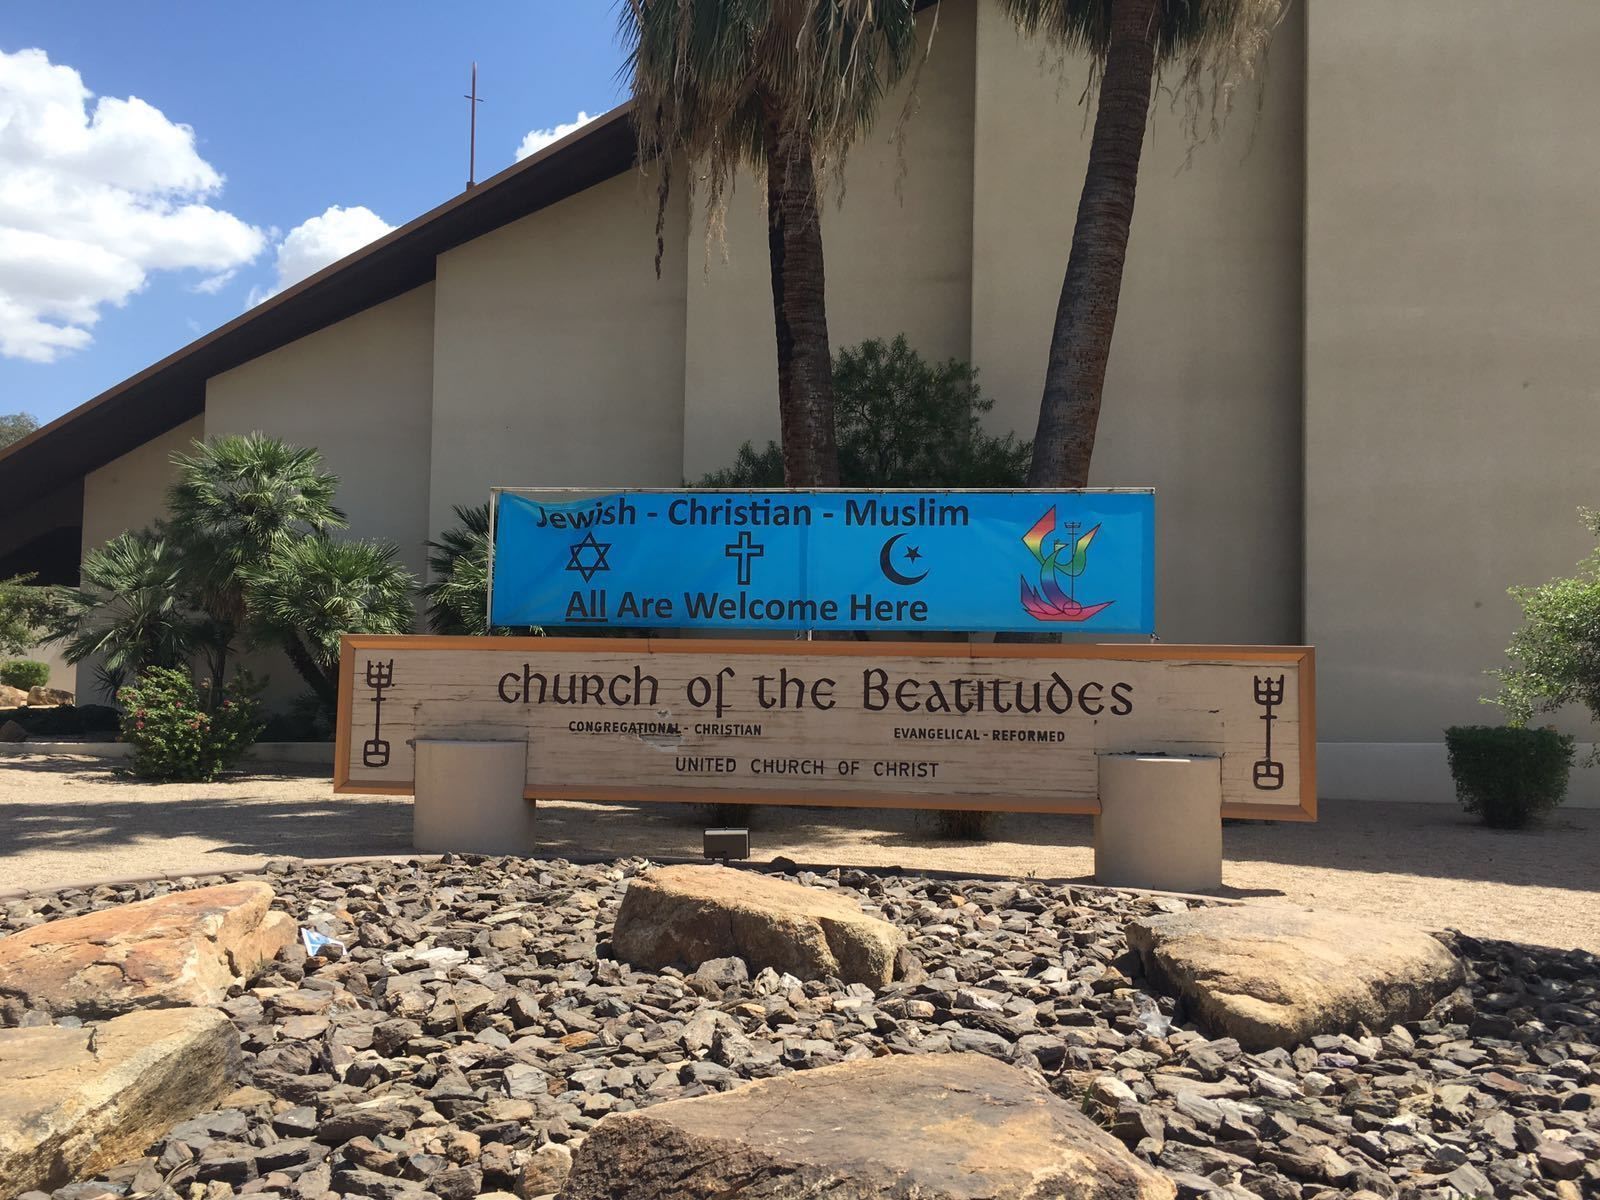 Jewish - Christian - Muslim
All Are Welcome Here
Church of the Beatitudes
CONGREGATIONAL - CHRISTIAN EVANGELICAL - REFORMED
UNITED CHURCH OF CHRIST